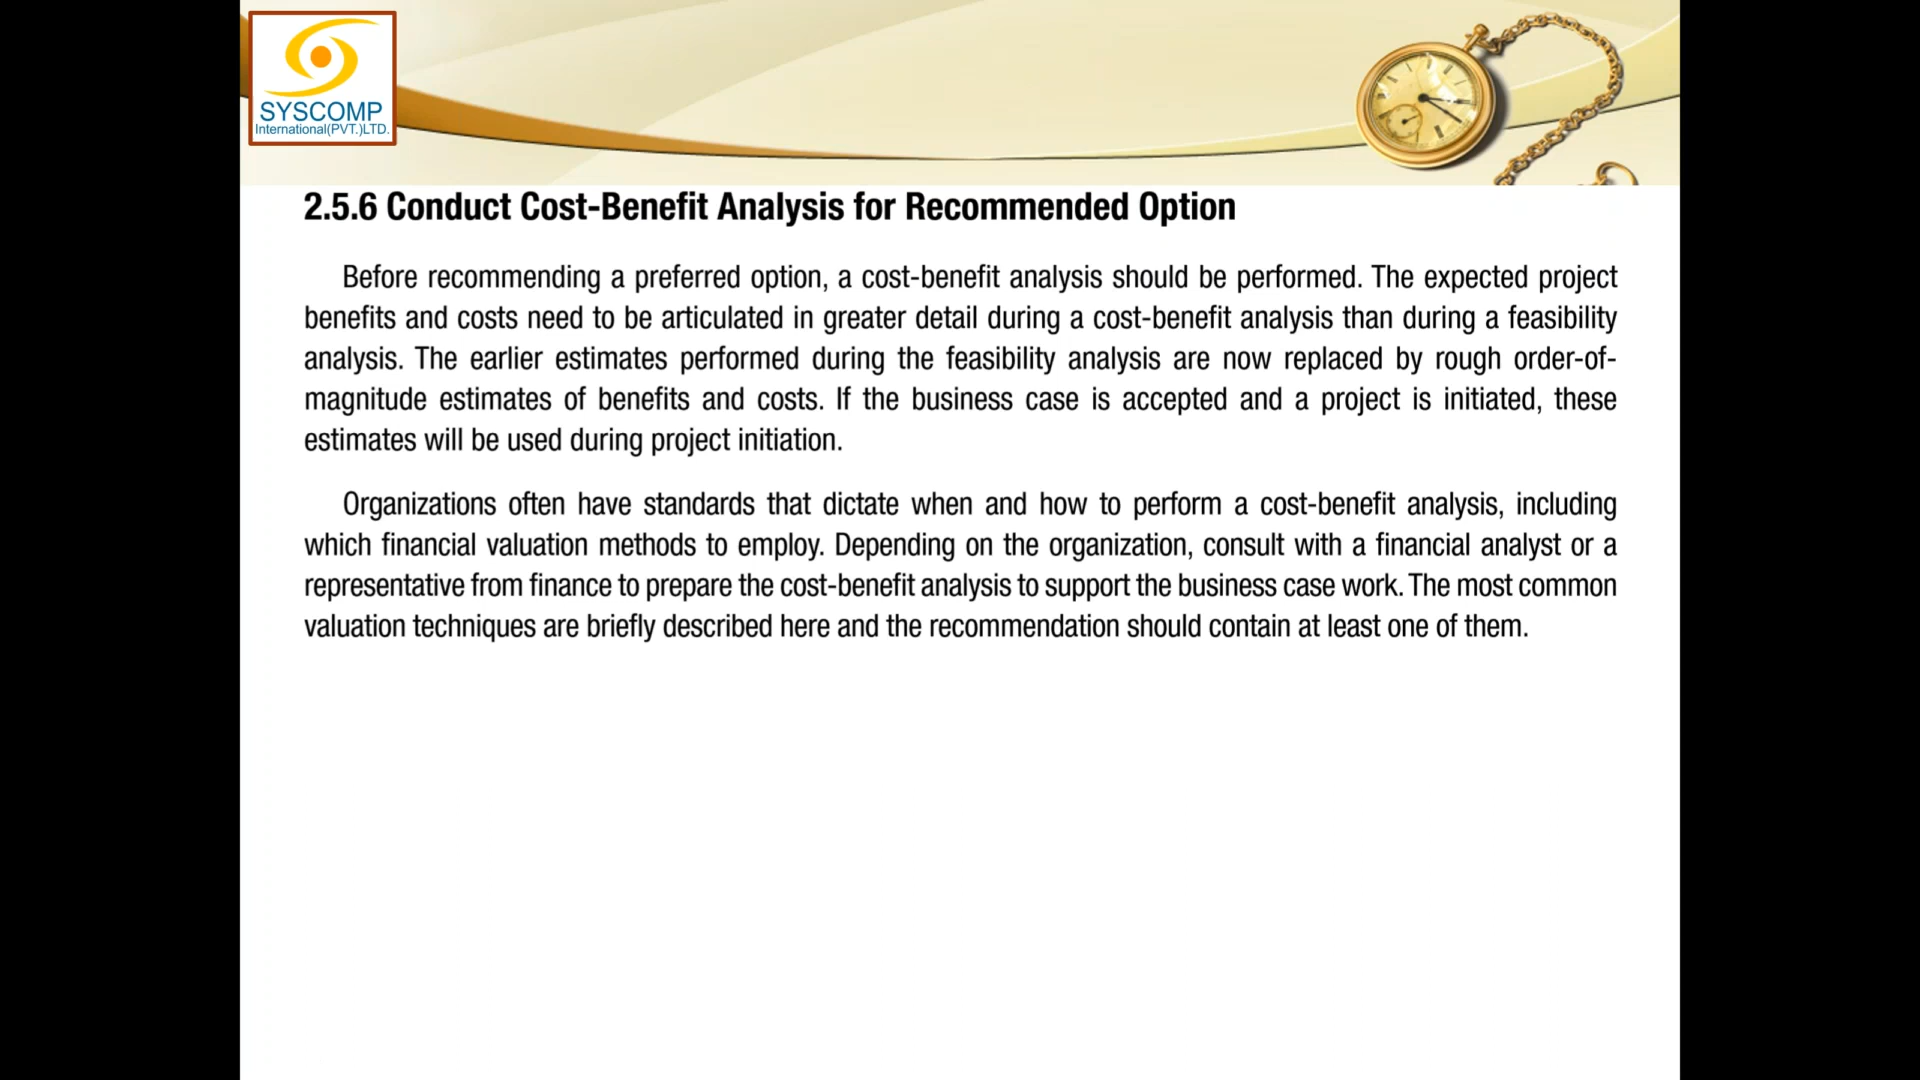 SYSCOMP
International(PVT.)LTD.
2.5.6 Conduct Cost-Benefit Analysis for Recommended Option
Before recommending a preferred option, a cost-benefit analysis should be performed. The expected project
benefits and costs need to be articulated in greater detail during a cost-benefit analysis than during a feasibility
analysis. The earlier estimates performed during the feasibility analysis are now replaced by rough order-of-
magnitude estimates of benefits and costs. If the business case is accepted and a project is initiated, these
estimates will be used during project initiation.
Organizations often have standards that dictate when and how to perform a cost-benefit analysis, including
which financial valuation methods to employ. Depending on the organization, consult with a financial analyst or a
representative from finance to prepare the cost-benefit analysis to support the business case work. The most common
valuation techniques are briefly described here and the recommendation should contain at least one of them.